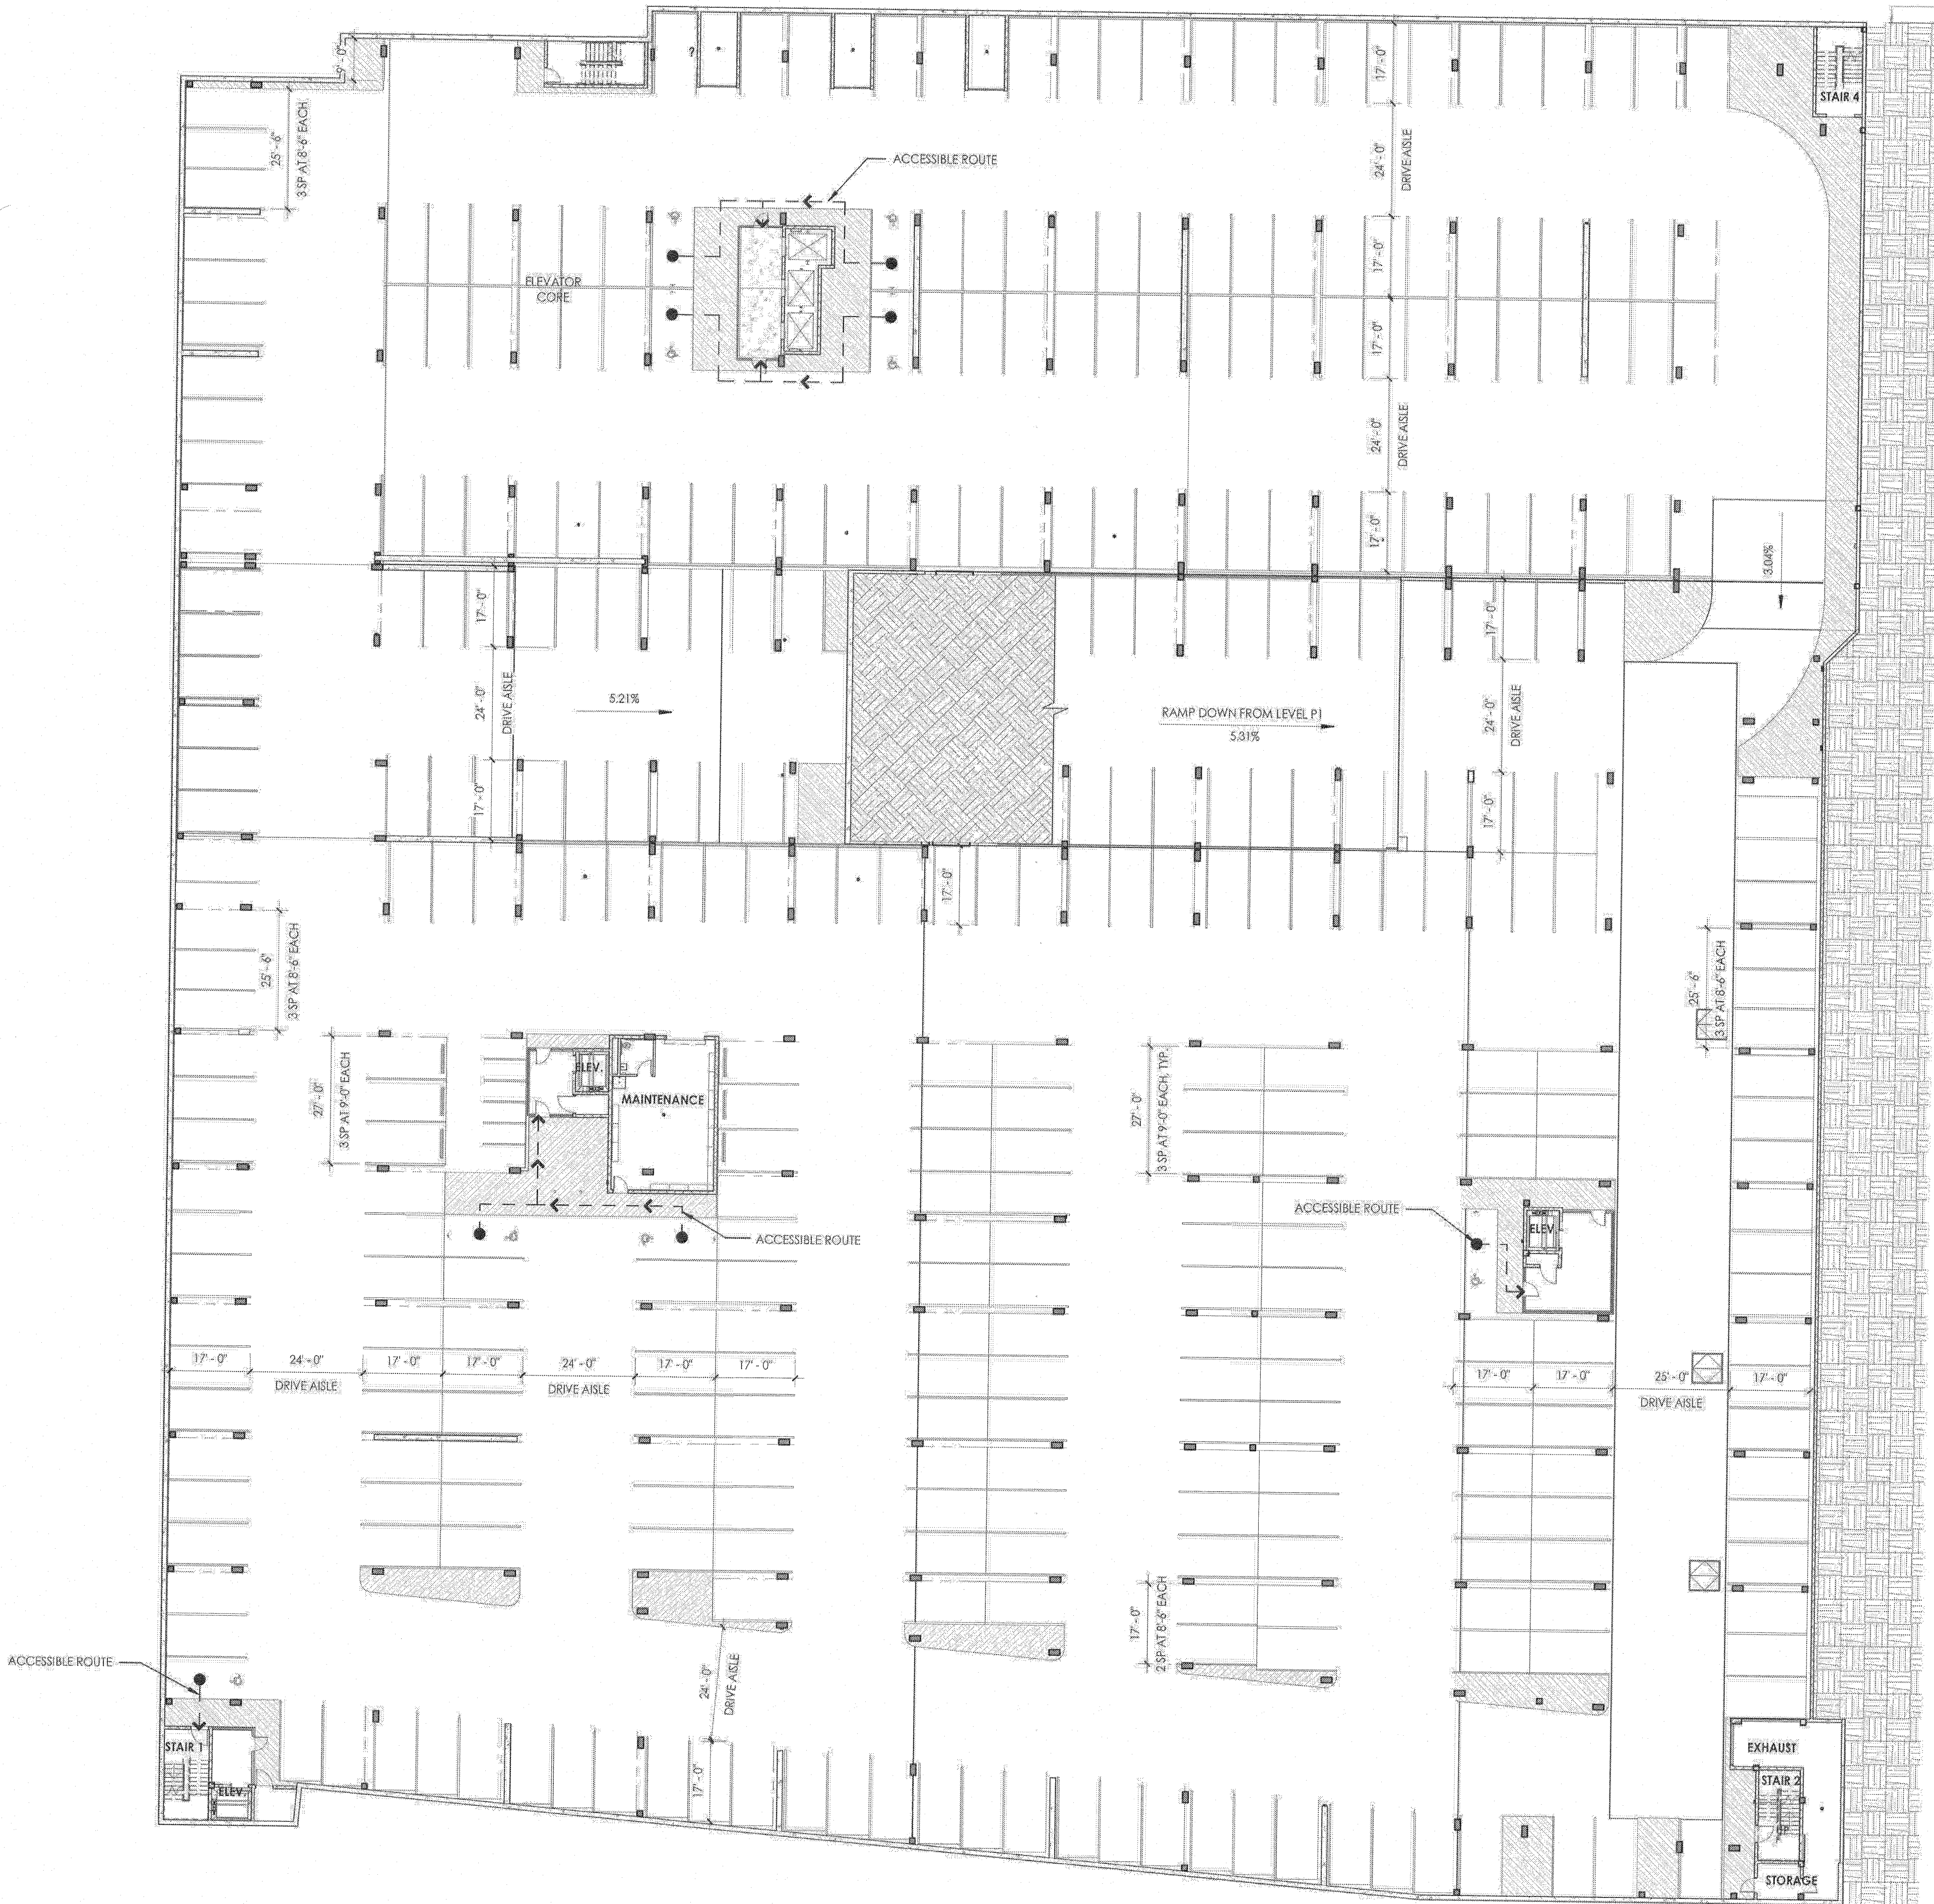 9' - 0"
?
17' - 0"
STAIR 4
25' - 6"
3 SP AT 8'-6" EACH
ACCESSIBLE ROUTE
24' - 0"
DRIVE AISLE
ELEVATOR
CORE
17' - 0"
17' - 0"
24' - 0"
DRIVE AISLE
17' - 0"
3.04%
17' - 0"
17' - 0"
24' - 0"
DRIVE AISLE
5.21%
RAMP DOWN FROM LEVEL P1
5.31%
24' - 0"
DRIVE AISLE
17' - 0"
17' - 0"
17' - 0"
25' - 6"
3 SP AT 8'-6" EACH
25' - 6"
3 SP AT 8'-6" EACH
27' - 0"
3 SP AT 9'-0" EACH
ELEV.
MAINTENANCE
27' - 0"
3 SP AT 9'-0" EACH, TYP.
ACCESSIBLE ROUTE
ACCESSIBLE ROUTE
ELEV.
17' - 0"
24' - 0"
17' - 0"
17' - 0"
24' - 0"
17' - 0"
17' - 0"
17' - 0"
17' - 0"
25' - 0"
17' - 0"
DRIVE AISLE
DRIVE AISLE
DRIVE AISLE
17' - 0"
2 SP AT 8'-6" EACH
ACCESSIBLE ROUTE
24' - 0"
DRIVE AISLE
17' - 0"
STAIR 1
ELEV.
EXHAUST
STAIR 2
UP
STORAGE